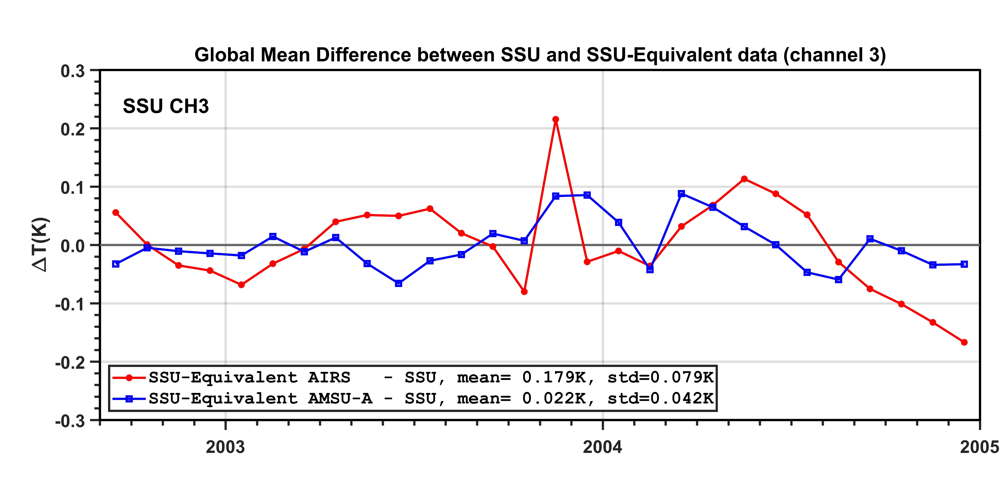 Global Mean Difference between SSU and SSU-Equivalent data (channel 3)
0.3
SSU CH3
0.2
0.1
0.0
ΔT(K)
-0.1
-0.2
SSU-Equivalent AIRS   - SSU, mean= 0.179K, std=0.079K
SSU-Equivalent AMSU-A - SSU, mean= 0.022K, std=0.042K
-0.3
2003 2004 2005